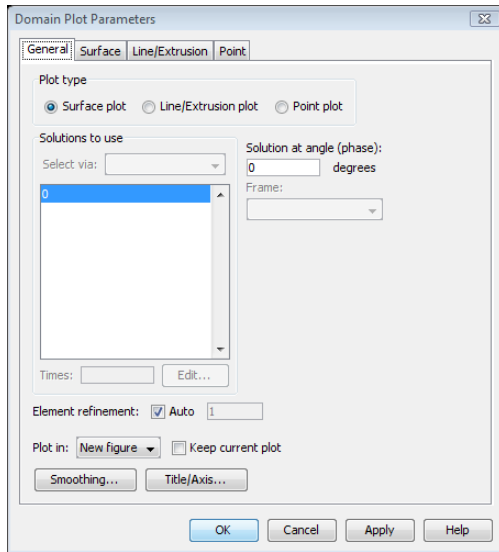 Domain Plot Parameters
General Surface Line/Extrusion Point
Plot type
Surface plot Line/Extrusion plot Point plot
Solutions to use
Select via:
0
Times: Edit...
Solution at angle (phase):
0 degrees
Frame:
Element refinement: Auto 1
Plot in: New figure Keep current plot
Smoothing... Title/Axis...
OK Cancel Apply Help